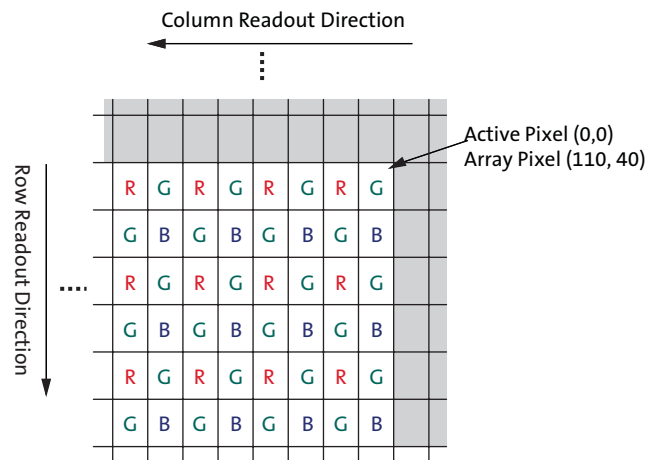 Column Readout Direction
Active Pixel (0,0)
Array Pixel (110, 40)
Row Readout Direction
R G R G R G R G
G B G B G B G B
R G R G R G R G
G B G B G B G B
R G R G R G R G
G B G B G B G B